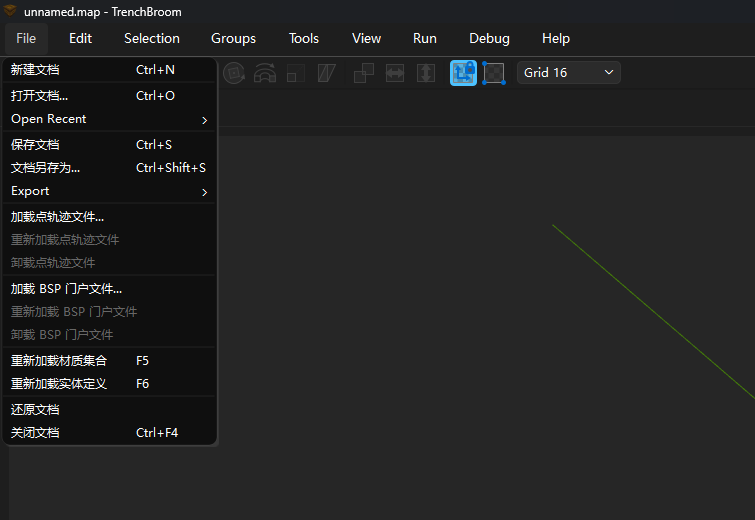 unnamed.map - TrenchBroom
File Edit Selection Groups Tools View Run Debug Help
Grid 16
新建文档 Ctrl+N
打开文档... Ctrl+O
Open Recent
保存文档 Ctrl+S
文档另存为... Ctrl+Shift+S
Export
加载点轨迹文件...
重新加载点轨迹文件
卸载点轨迹文件
加载 BSP 门户文件...
重新加载 BSP 门户文件
卸载 BSP 门户文件
重新加载材质集合 F5
重新加载实体定义 F6
还原文档
关闭文档 Ctrl+F4